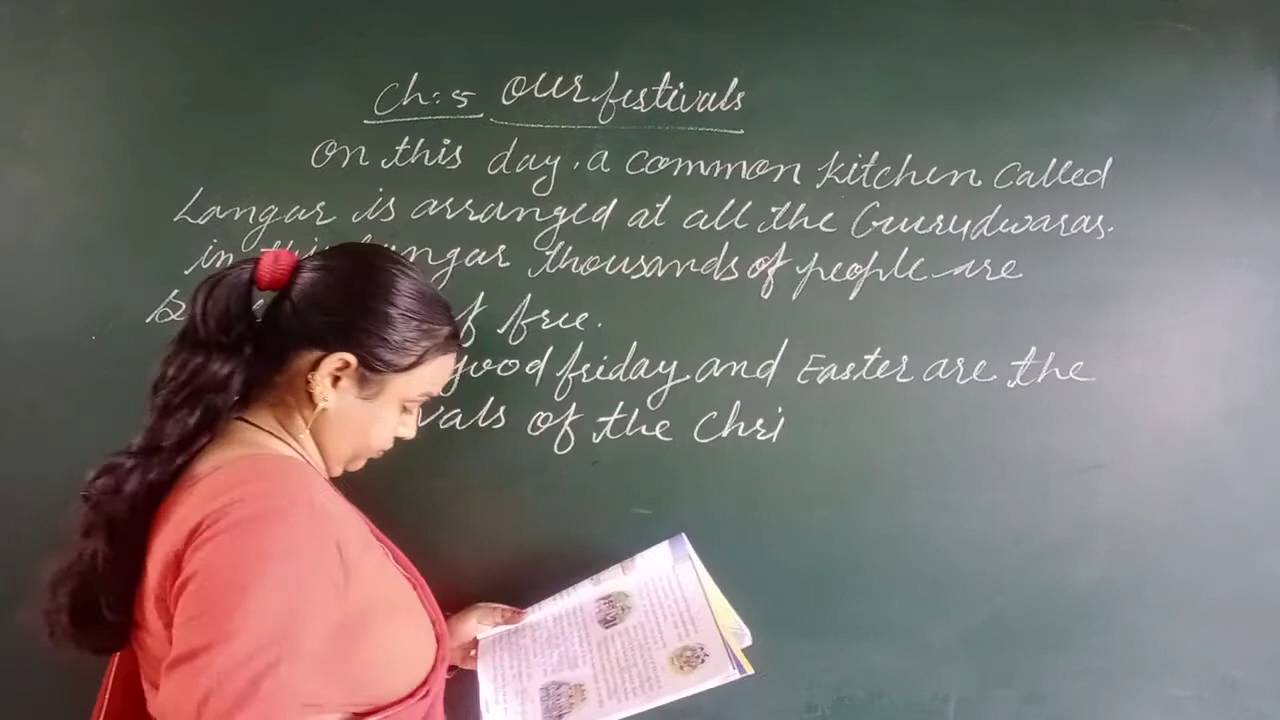 Ch:5 Our festivals
On this day, a common kitchen called
Langar is arranged at all the Gurudwaras.
in this Langar thousands of people are
f free.
good friday and Easter are the
vals of the Chri